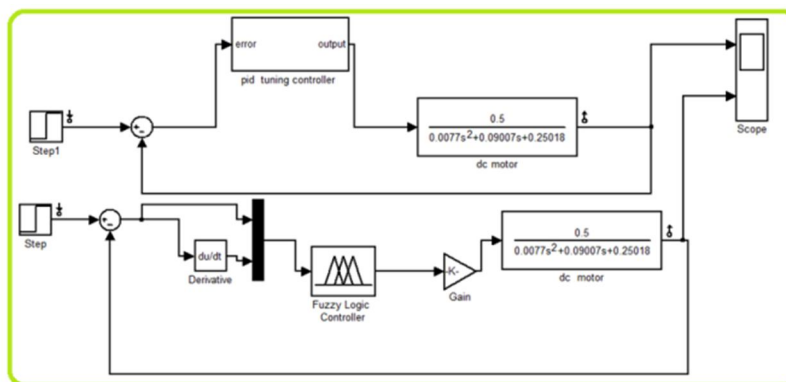 error output
pid tuning controller
Step1
+
-
0.5
0.0077s²+0.09007s+0.25018
dc motor
Scope
Step
+
-
du/dt
Derivative
Fuzzy Logic
Controller
-K-
Gain
0.5
0.0077s²+0.09007s+0.25018
dc motor